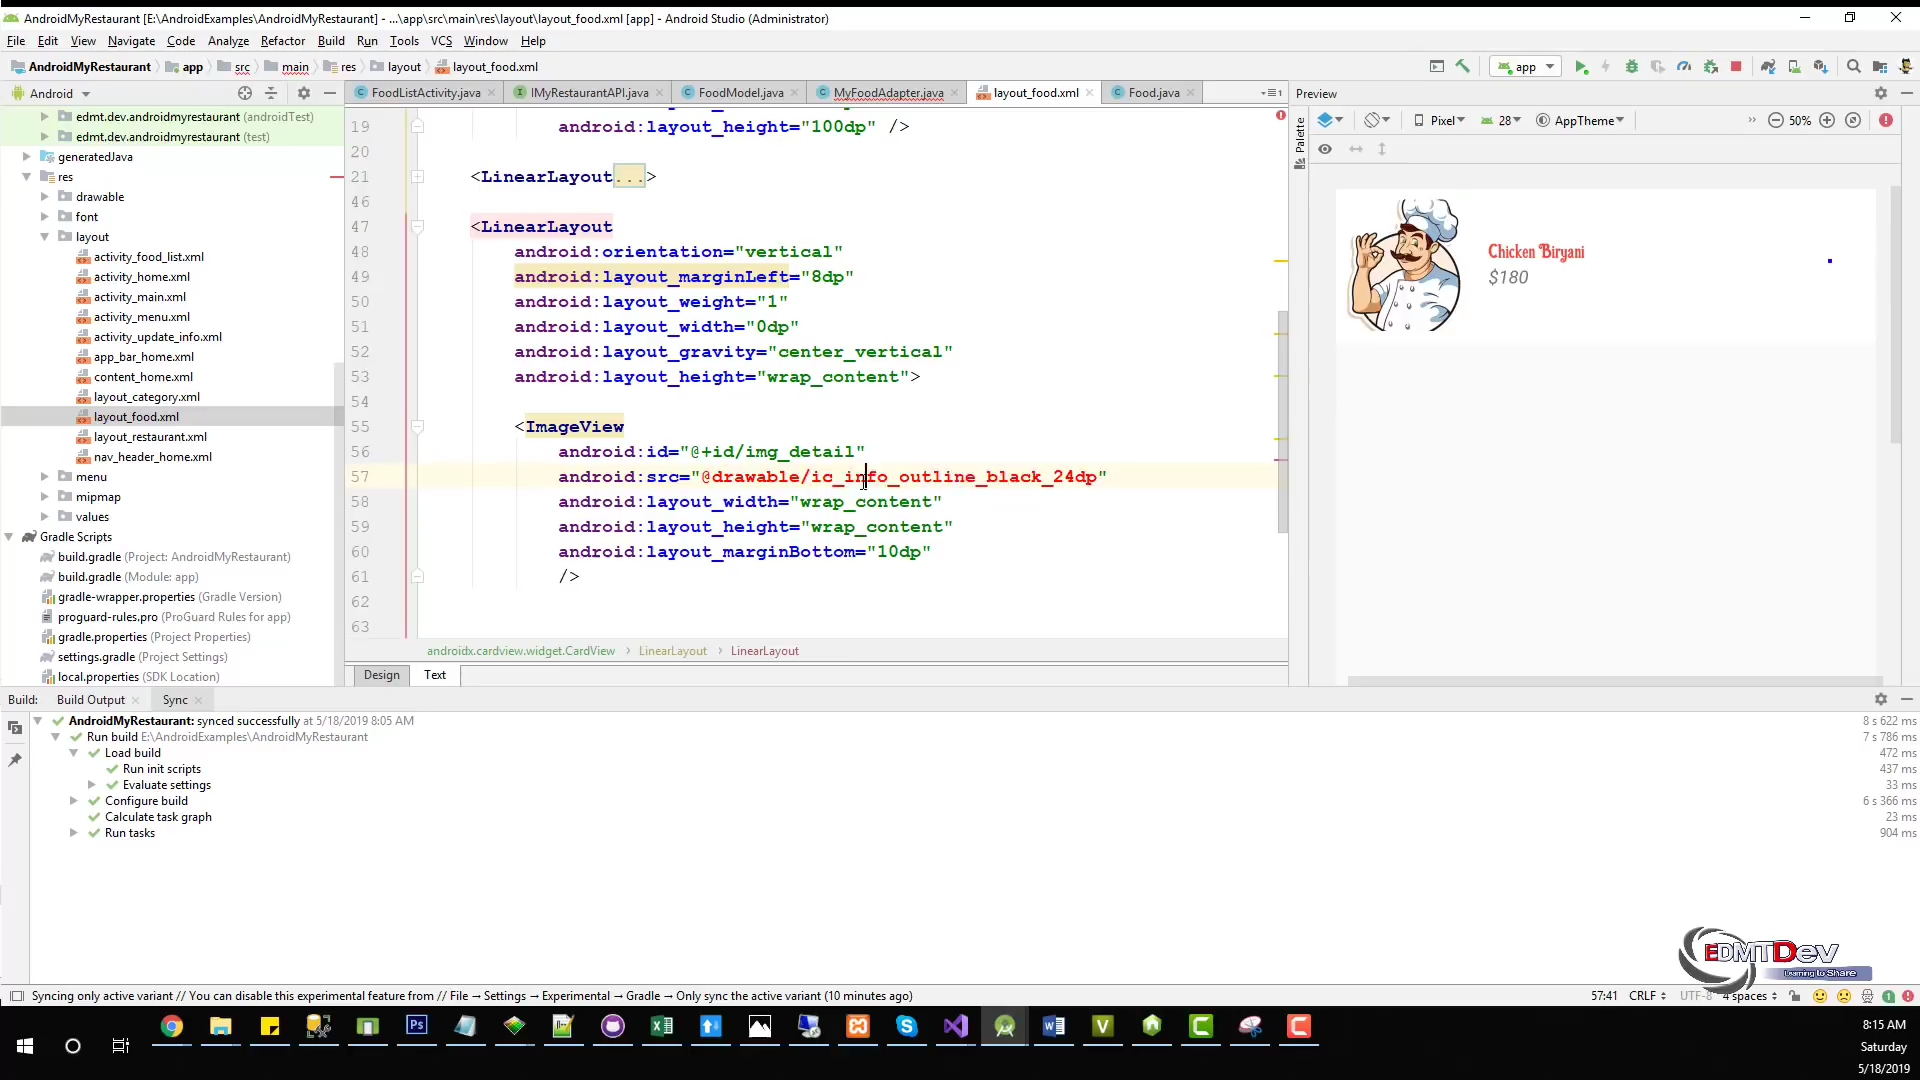 AndroidMyRestaurant [E:\AndroidExamples\AndroidMyRestaurant] - ...\app\src\main\res\layout\layout_food.xml [app] - Android Studio (Administrator)
File Edit View Navigate Code Analyze Refactor Build Run Tools VCS Window Help
AndroidMyRestaurant app src main res layout layout_food.xml app
Android FoodListActivity.java IMyRestaurantAPI.java FoodModel.java MyFoodAdapter.java layout_food.xml Food.java Preview
edmt.dev.androidmyrestaurant (androidTest)
edmt.dev.androidmyrestaurant (test)
generatedJava
res
drawable
font
layout
activity_food_list.xml
activity_home.xml
activity_main.xml
activity_menu.xml
activity_update_info.xml
app_bar_home.xml
content_home.xml
layout_category.xml
layout_food.xml
layout_restaurant.xml
nav_header_home.xml
menu
mipmap
values
Gradle Scripts
build.gradle (Project: AndroidMyRestaurant)
build.gradle (Module: app)
gradle-wrapper.properties (Gradle Version)
proguard-rules.pro (ProGuard Rules for app)
gradle.properties (Project Properties)
settings.gradle (Project Settings)
local.properties (SDK Location)
19 android:layout_height="100dp" />
20
21 <LinearLayout...>
46
47 <LinearLayout
48 android:orientation="vertical"
49 android:layout_marginLeft="8dp"
50 android:layout_weight="1"
51 android:layout_width="0dp"
52 android:layout_gravity="center_vertical"
53 android:layout_height="wrap_content">
54
55 <ImageView
56 android:id="@+id/img_detail"
57 android:src="@drawable/ic_info_outline_black_24dp"
58 android:layout_width="wrap_content"
59 android:layout_height="wrap_content"
60 android:layout_marginBottom="10dp"
61 />
62
63
androidx.cardview.widget.CardView › LinearLayout › LinearLayout
Design Text
Palette
Pixel 28 AppTheme 50%
Chicken Biryani
$180
Build: Build Output Sync
AndroidMyRestaurant: synced successfully at 5/18/2019 8:05 AM 8 s 622 ms
Run build E:\AndroidExamples\AndroidMyRestaurant 7 s 786 ms
Load build 472 ms
Run init scripts 437 ms
Evaluate settings 33 ms
Configure build 6 s 366 ms
Calculate task graph 23 ms
Run tasks 904 ms
EDMTDev
Learning to Share
Syncing only active variant // You can disable this experimental feature from // File → Settings → Experimental → Gradle → Only sync the active variant (10 minutes ago) 57:41 CRLF UTF-8 4 spaces
8:15 AM
Saturday
5/18/2019